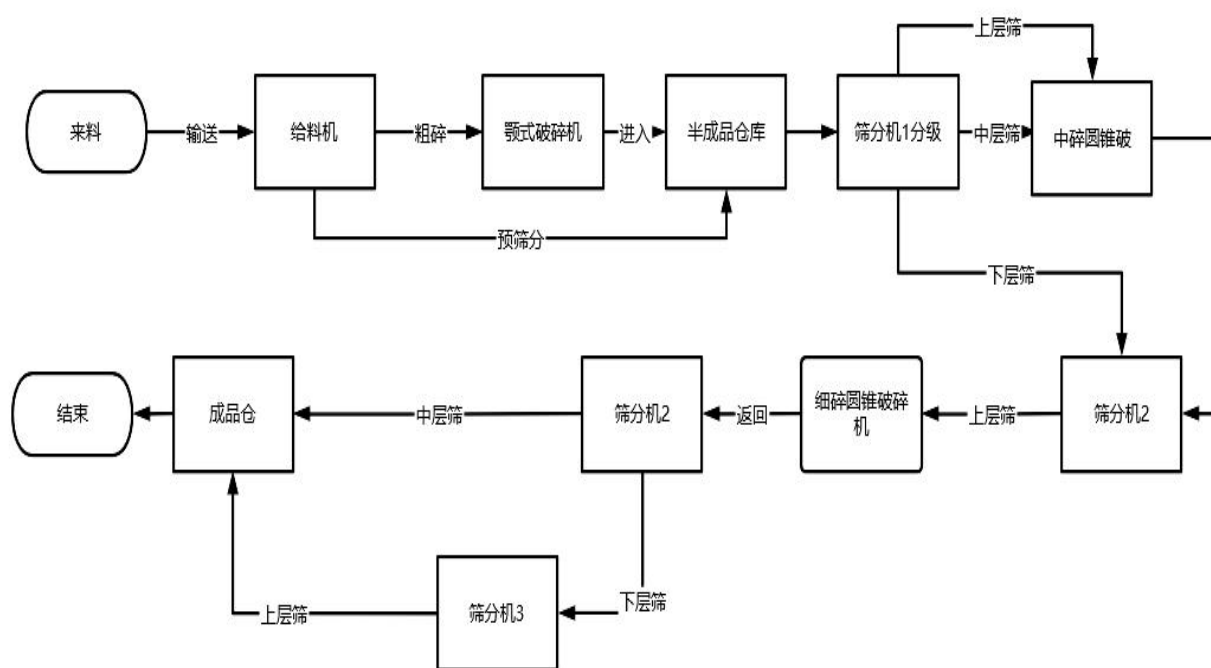 上层筛
来料
输送
给料机
粗碎
颚式破碎机
进入
半成品仓库
筛分机1分级
中层筛
中碎圆锥破
预筛分
下层筛
结束
成品仓
中层筛
筛分机2
返回
细碎圆锥破碎
机
上层筛
筛分机2
上层筛
筛分机3
下层筛